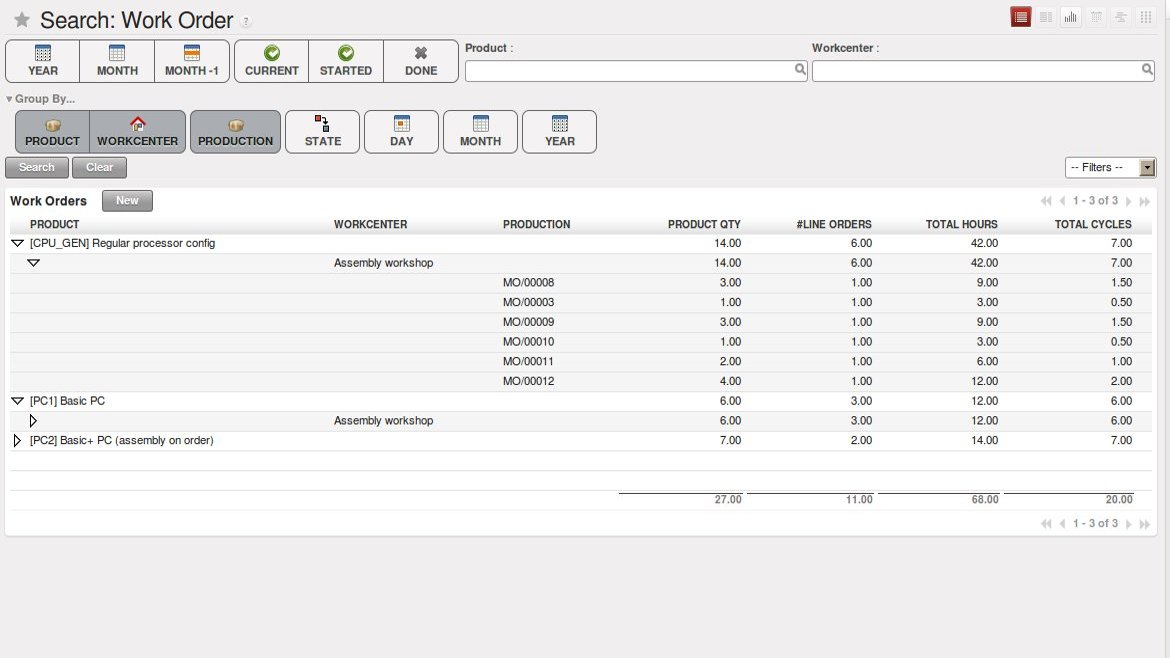 Search: Work Order ?
YEAR MONTH MONTH -1 CURRENT STARTED DONE
Product : Workcenter :
Group By...
PRODUCT WORKCENTER PRODUCTION STATE DAY MONTH YEAR
Search Clear -- Filters --
Work Orders New 1 - 3 of 3
PRODUCT WORKCENTER PRODUCTION PRODUCT QTY #LINE ORDERS TOTAL HOURS TOTAL CYCLES
[CPU_GEN] Regular processor config 14.00 6.00 42.00 7.00
Assembly workshop 14.00 6.00 42.00 7.00
MO/00008 3.00 1.00 9.00 1.50
MO/00003 1.00 1.00 3.00 0.50
MO/00009 3.00 1.00 9.00 1.50
MO/00010 1.00 1.00 3.00 0.50
MO/00011 2.00 1.00 6.00 1.00
MO/00012 4.00 1.00 12.00 2.00
[PC1] Basic PC 6.00 3.00 12.00 6.00
Assembly workshop 6.00 3.00 12.00 6.00
[PC2] Basic+ PC (assembly on order) 7.00 2.00 14.00 7.00
27.00 11.00 68.00 20.00
1 - 3 of 3